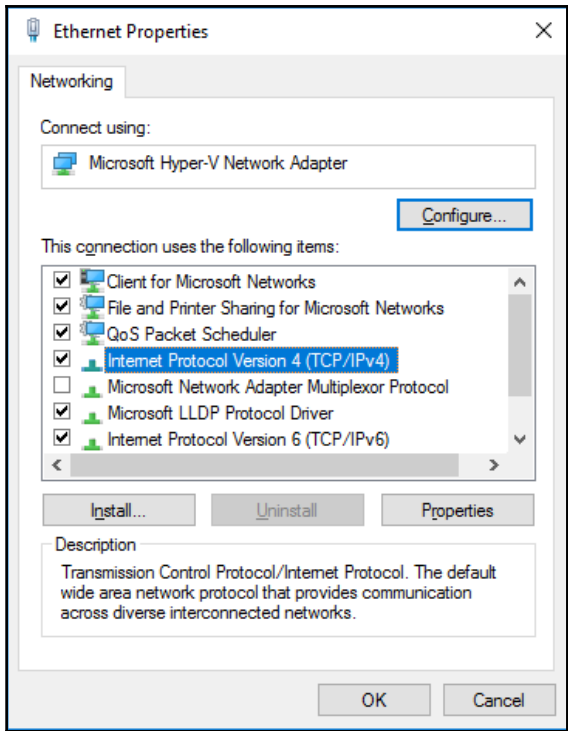 Ethernet Properties
Networking
Connect using:
Microsoft Hyper-V Network Adapter
Configure...
This connection uses the following items:
Client for Microsoft Networks
File and Printer Sharing for Microsoft Networks
QoS Packet Scheduler
Internet Protocol Version 4 (TCP/IPv4)
Microsoft Network Adapter Multiplexor Protocol
Microsoft LLDP Protocol Driver
Internet Protocol Version 6 (TCP/IPv6)
Install... Uninstall Properties
Description
Transmission Control Protocol/Internet Protocol. The default
wide area network protocol that provides communication
across diverse interconnected networks.
OK Cancel